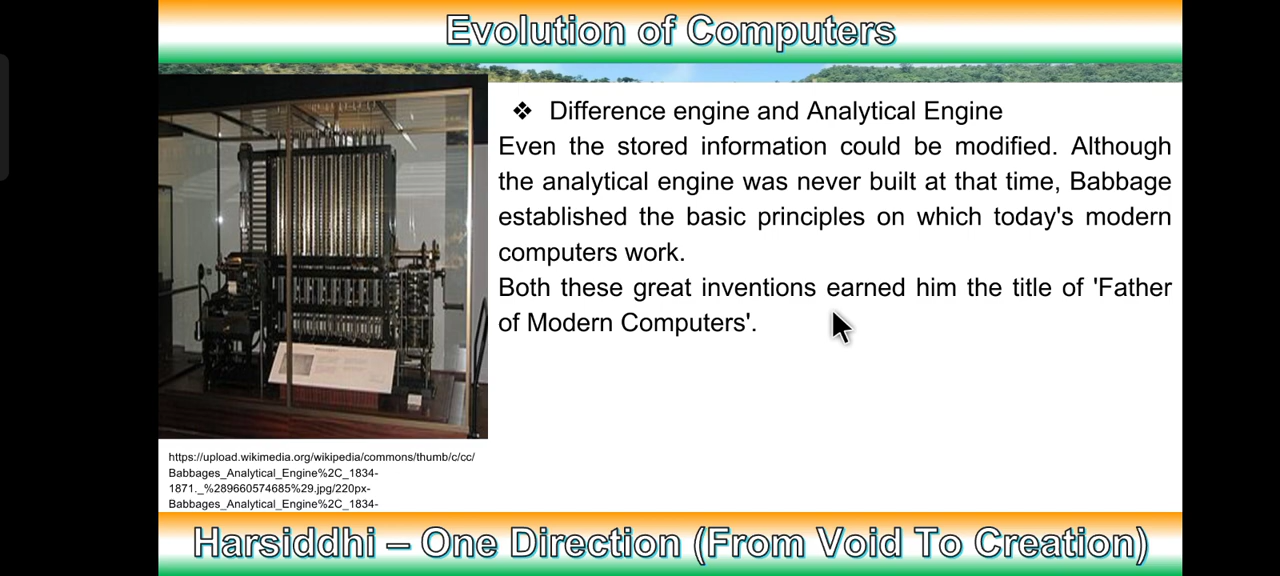 Evolution of Computers
❖ Difference engine and Analytical Engine
Even the stored information could be modified. Although
the analytical engine was never built at that time, Babbage
established the basic principles on which today's modern
computers work.
Both these great inventions earned him the title of 'Father
of Modern Computers'.
https://upload.wikimedia.org/wikipedia/commons/thumb/c/cc/
Babbages_Analytical_Engine%2C_1834-
1871._%289660574685%29.jpg/220px-
Babbages_Analytical_Engine%2C_1834-
Harsiddhi – One Direction (From Void To Creation)